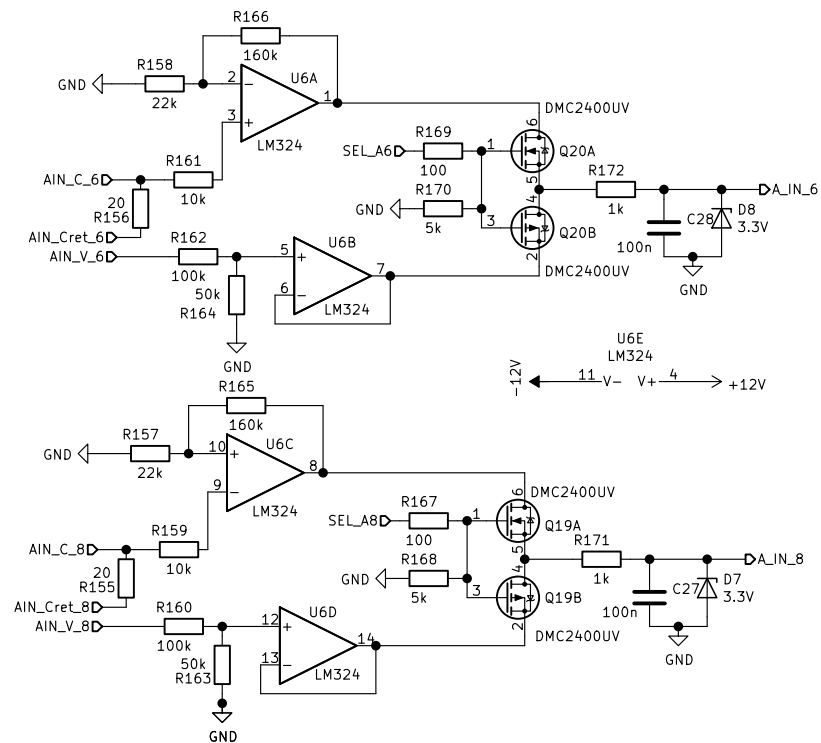 R166
160k
R158
GND
22k
2
−
U6A
1
3
+
LM324
DMC2400UV
6
SEL_A6
R169
100
1
Q20A
AIN_C_6
R161
10k
5
R172
1k
A_IN_6
20
R156
GND
R170
5k
4
3
Q20B
2
C28
100n
D8
3.3V
GND
AIN_Cret_6
AIN_V_6
R162
100k
50k
R164
GND
5
+
U6B
7
6
−
LM324
DMC2400UV
U6E
LM324
-12V
11
V-
V+
4
+12V
R165
160k
R157
GND
22k
10
+
U6C
8
9
−
LM324
DMC2400UV
6
SEL_A8
R167
100
1
Q19A
AIN_C_8
R159
10k
5
R171
1k
A_IN_8
20
R155
GND
R168
5k
4
3
Q19B
2
C27
100n
D7
3.3V
GND
AIN_Cret_8
AIN_V_8
R160
100k
50k
R163
GND
12
+
U6D
14
13
−
LM324
DMC2400UV